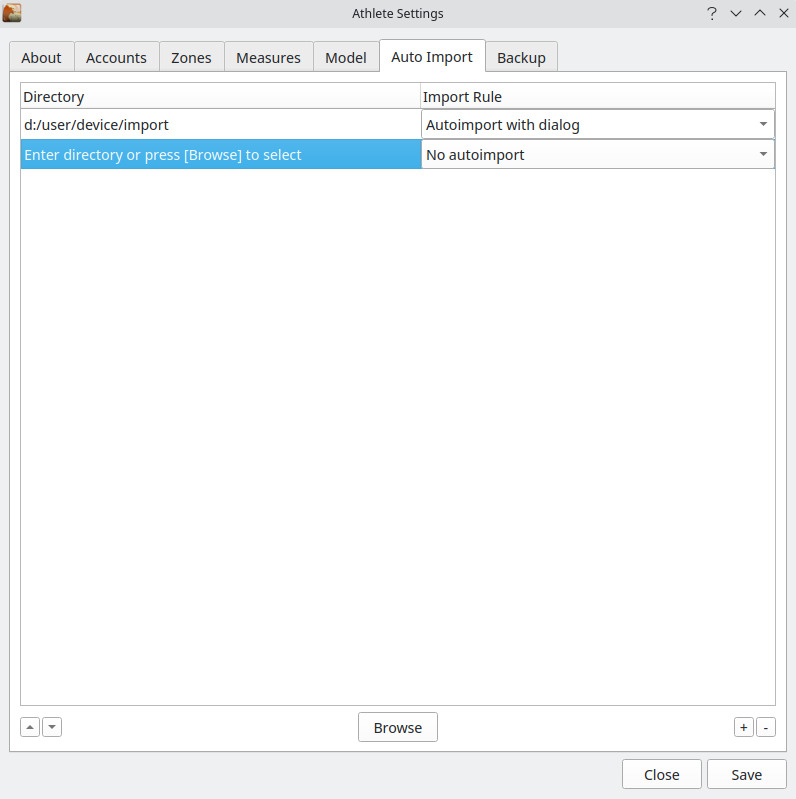 Athlete Settings
About Accounts Zones Measures Model Auto Import Backup
Directory Import Rule
d:/user/device/import Autoimport with dialog
Enter directory or press [Browse] to select No autoimport
Browse + -
Close Save